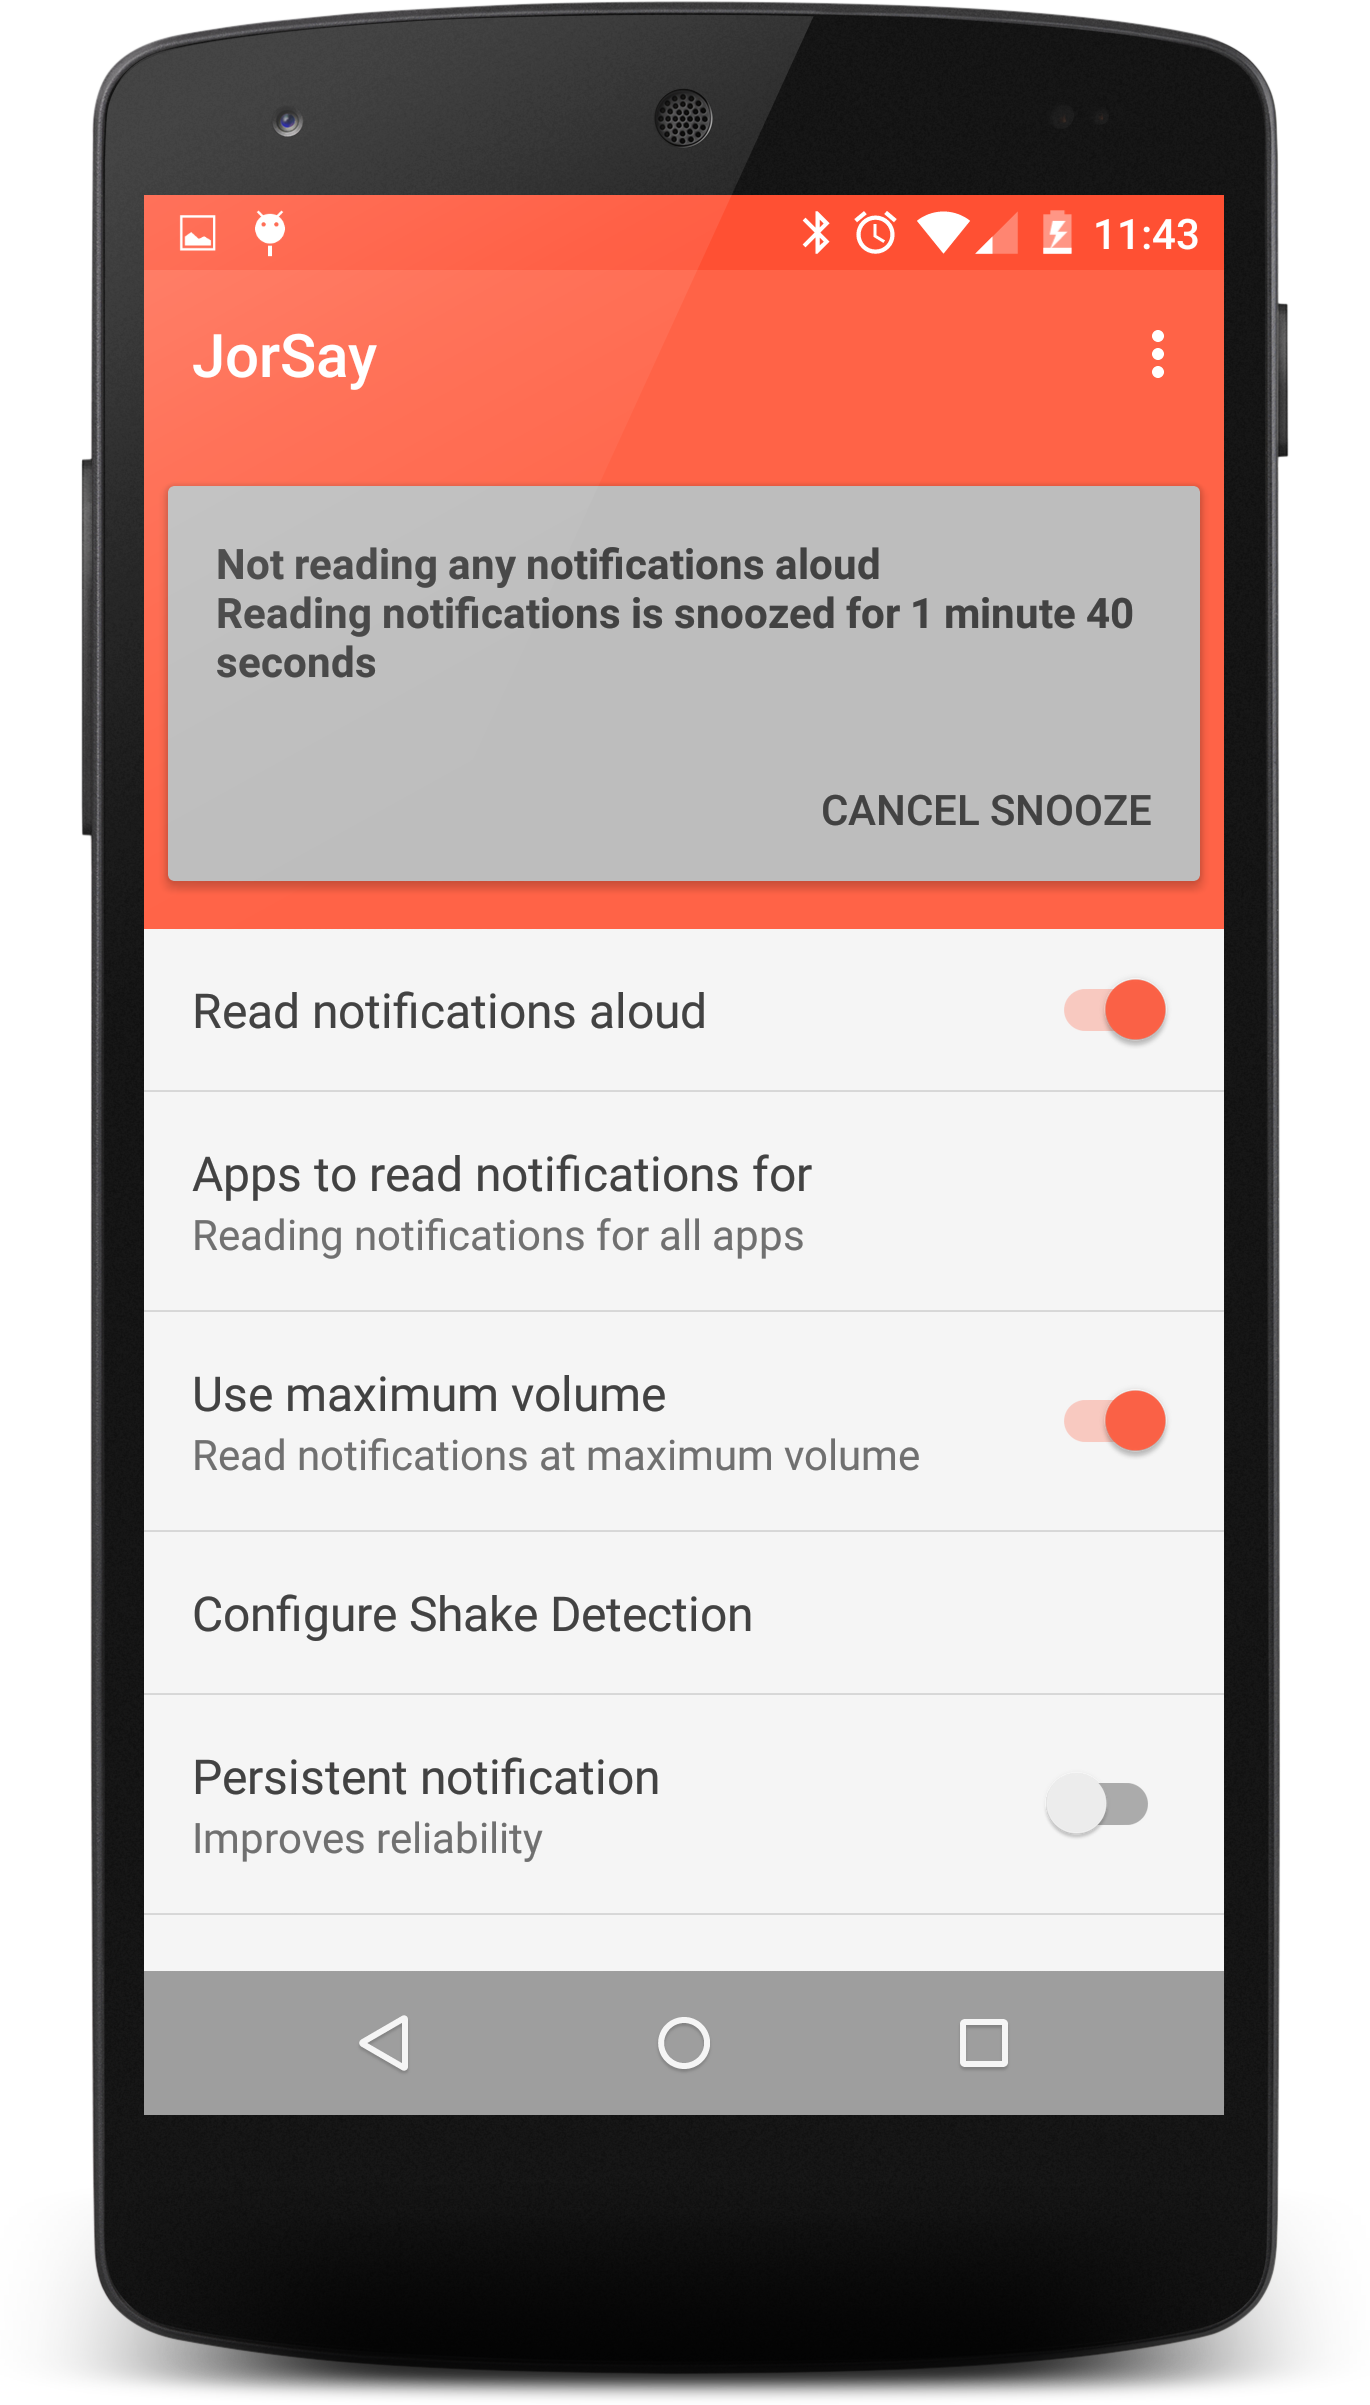 11:43
JorSay
Not reading any notifications aloud
Reading notifications is snoozed for 1 minute 40
seconds
CANCEL SNOOZE
Read notifications aloud
Apps to read notifications for
Reading notifications for all apps
Use maximum volume
Read notifications at maximum volume
Configure Shake Detection
Persistent notification
Improves reliability